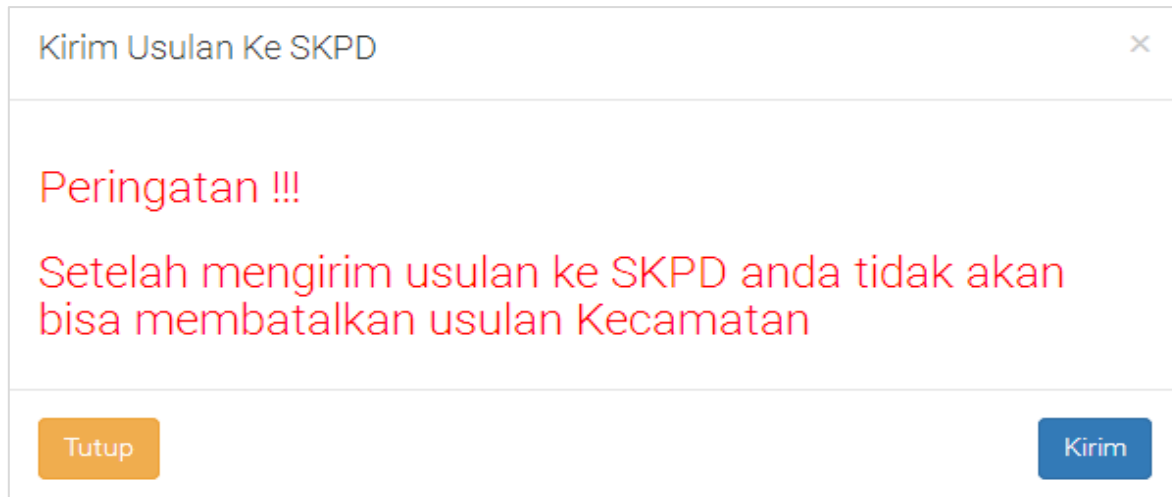 Kirim Usulan Ke SKPD ×
Peringatan !!!
Setelah mengirim usulan ke SKPD anda tidak akan
bisa membatalkan usulan Kecamatan
Tutup
Kirim